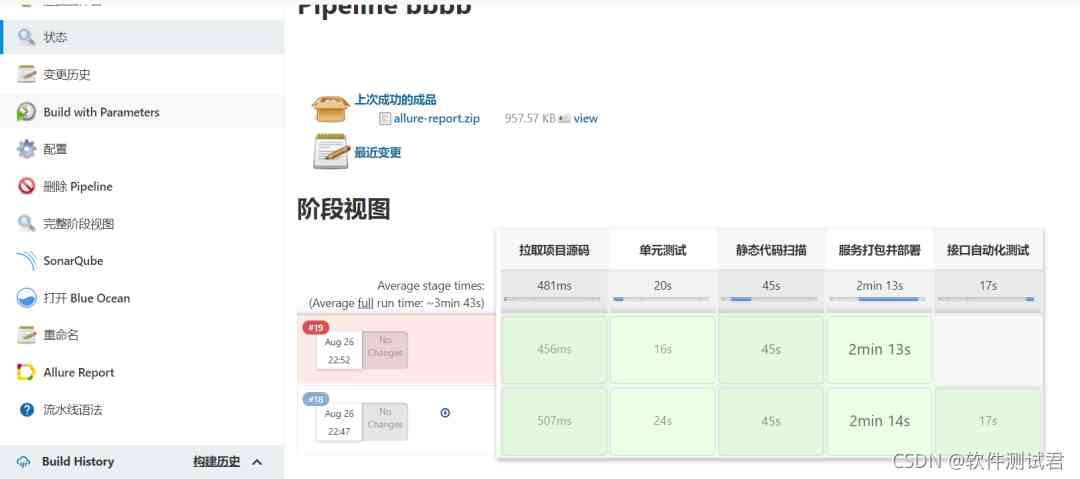 Pipeline bbbb
状态
变更历史
Build with Parameters
配置
删除 Pipeline
完整阶段视图
SonarQube
打开 Blue Ocean
重命名
Allure Report
流水线语法
Build History
构建历史
上次成功的成品
allure-report.zip 957.57 KB view
最近变更
阶段视图
拉取项目源码 单元测试 静态代码扫描 服务打包并部署 接口自动化测试
Average stage times:
(Average full run time: ~3min 43s)
481ms 20s 45s 2min 13s 17s
#19
Aug 26
22:52
No
Changes
456ms 16s 45s 2min 13s
#18
Aug 26
22:47
No
Changes
507ms 24s 45s 2min 14s 17s
CSDN @软件测试君